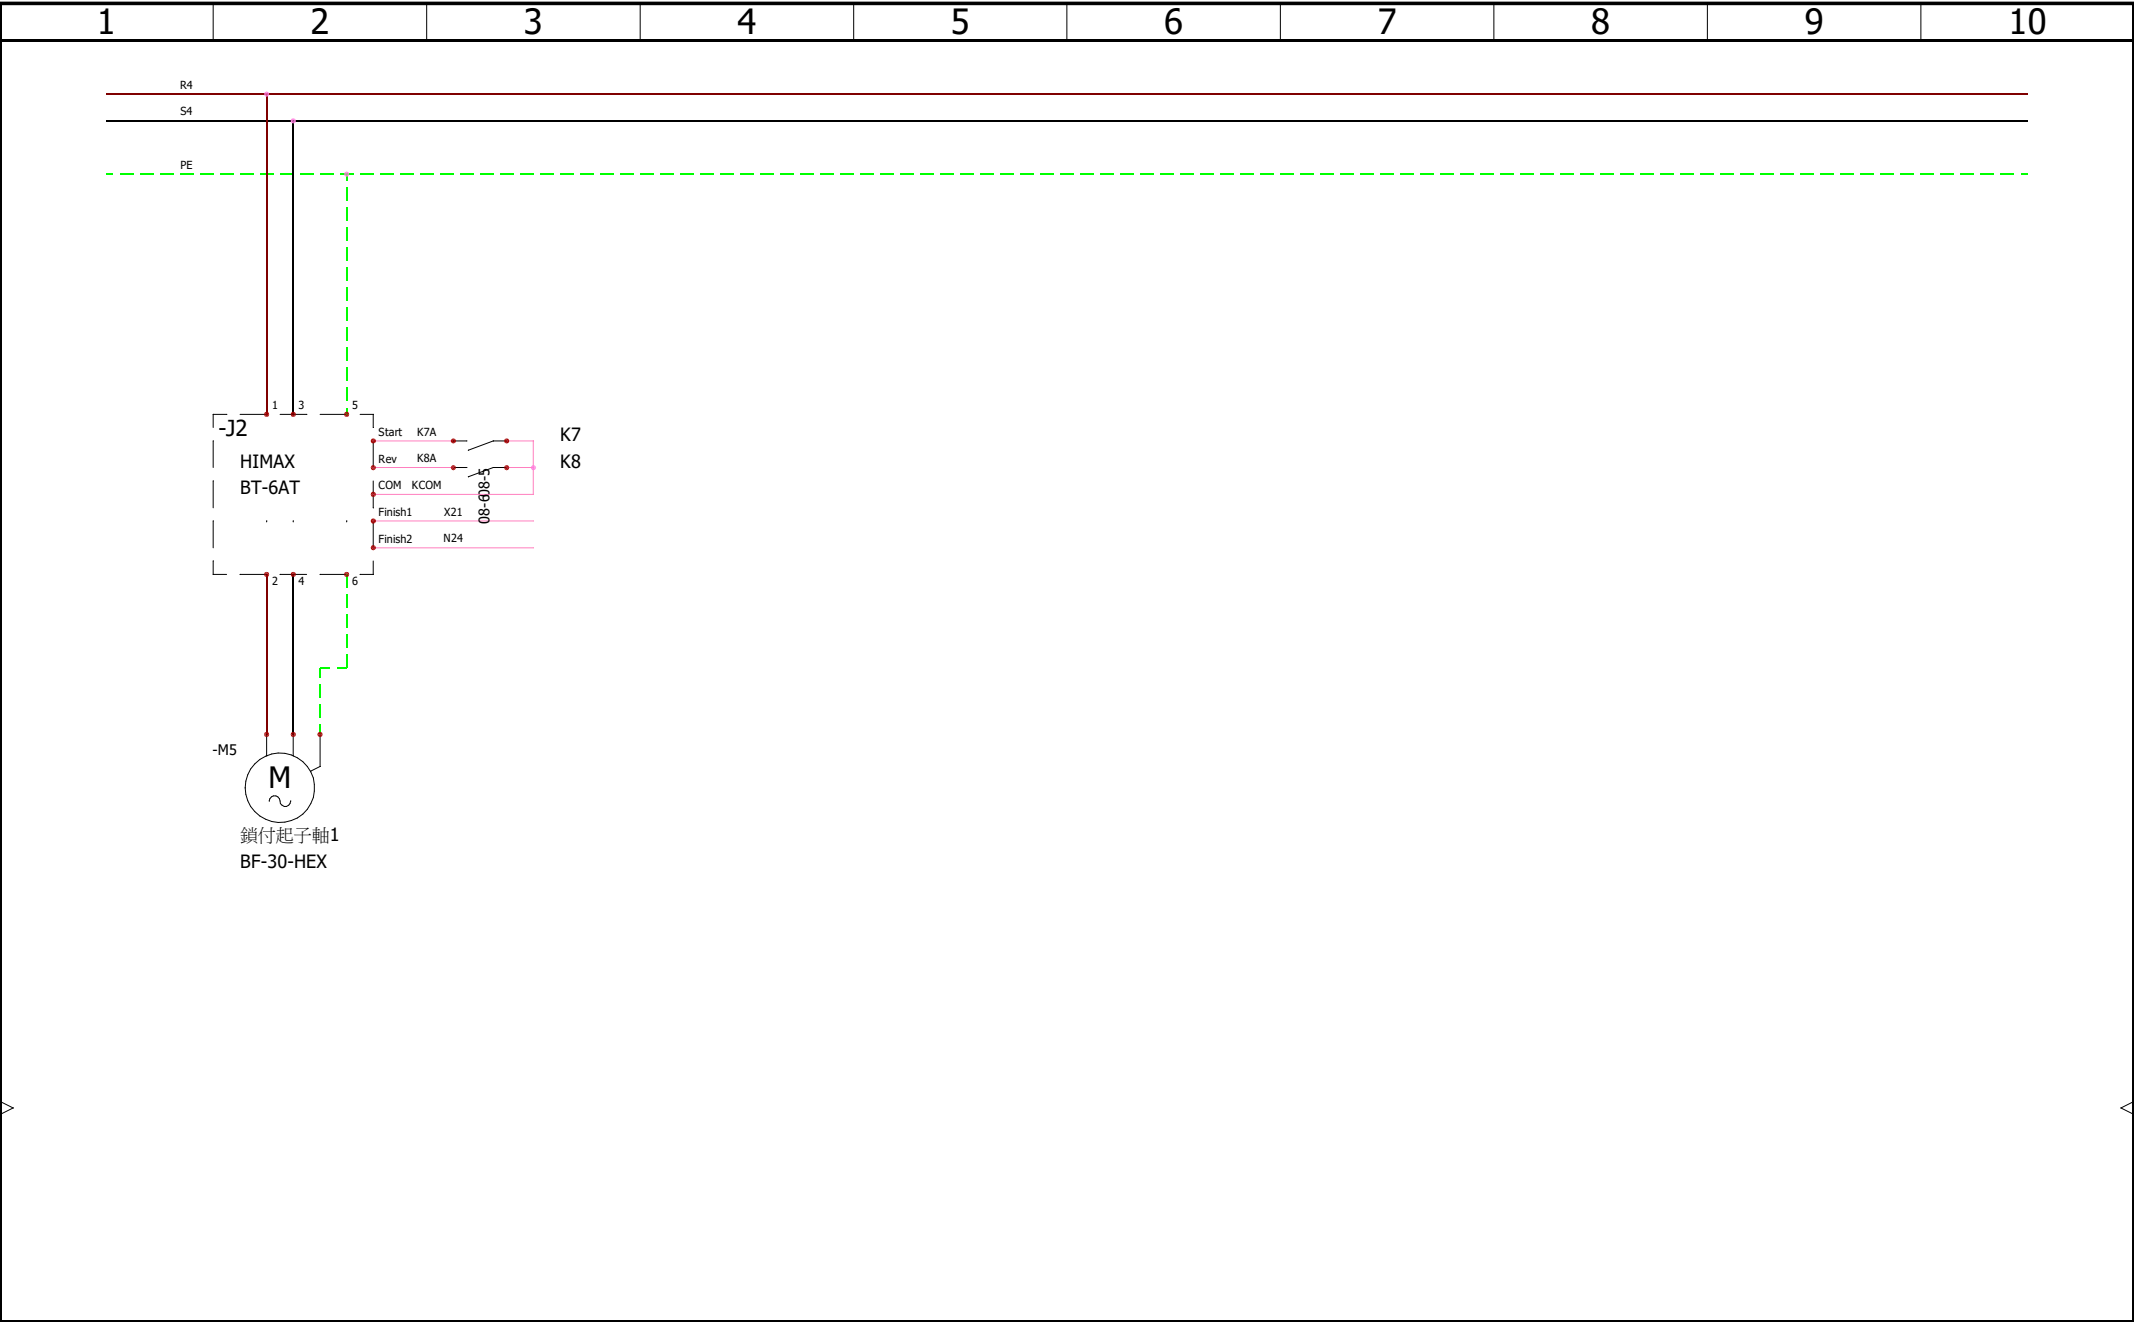 1 2 3 4 5 6 7 8 9 10
R4
S4
PE
1 3 5
-J2
HIMAX
BT-6AT
Start K7A K7
Rev K8A K8
COM KCOM
Finish1 X21
Finish2 N24
08-5
08-6
2 4 6
-M5
M
鎖付起子軸1
BF-30-HEX